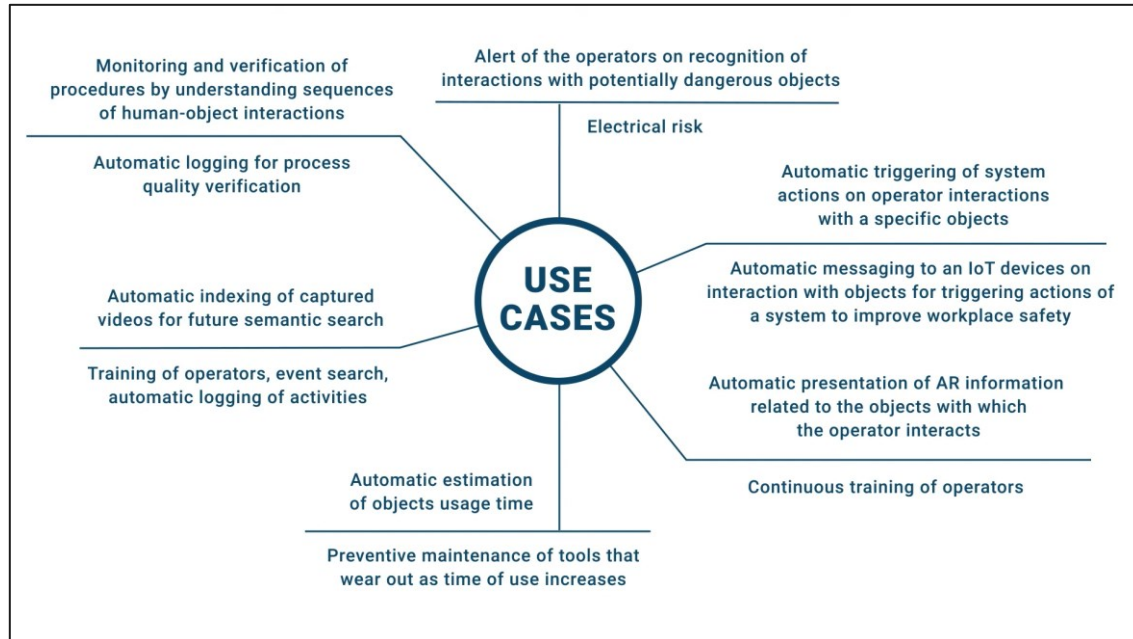 Monitoring and verification of
procedures by understanding sequences
of human-object interactions
Automatic logging for process
quality verification
Alert of the operators on recognition of
interactions with potentially dangerous objects
Electrical risk
Automatic triggering of system
actions on operator interactions
with a specific objects
Automatic messaging to an IoT devices on
interaction with objects for triggering actions of
a system to improve workplace safety
USE
CASES
Automatic indexing of captured
videos for future semantic search
Training of operators, event search,
automatic logging of activities
Automatic presentation of AR information
related to the objects with which
the operator interacts
Continuous training of operators
Automatic estimation
of objects usage time
Preventive maintenance of tools that
wear out as time of use increases